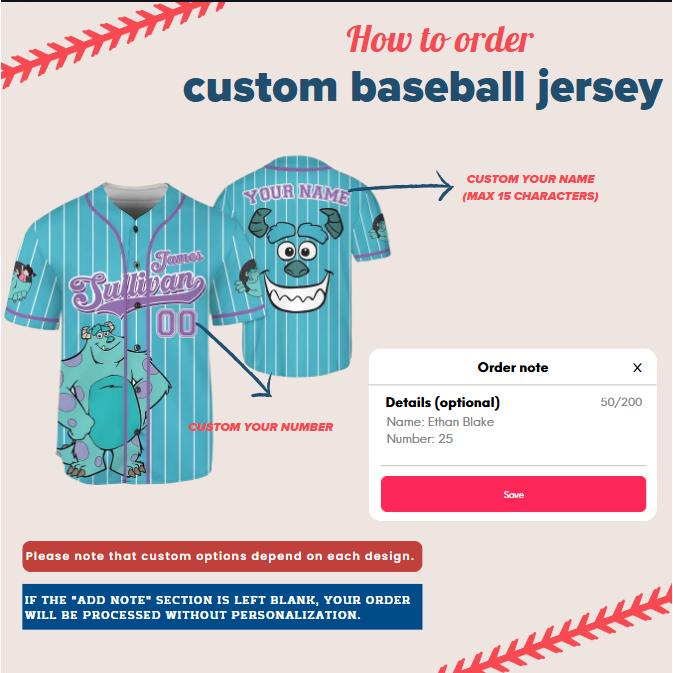 How to order
custom baseball jersey
CUSTOM YOUR NAME
(MAX 15 CHARACTERS)
YOUR NAME
James
Sullivan
00
CUSTOM YOUR NUMBER
Order note X
Details (optional) 50/200
Name: Ethan Blake
Number: 25
Save
Please note that custom options depend on each design.
IF THE "ADD NOTE" SECTION IS LEFT BLANK, YOUR ORDER
WILL BE PROCESSED WITHOUT PERSONALIZATION.